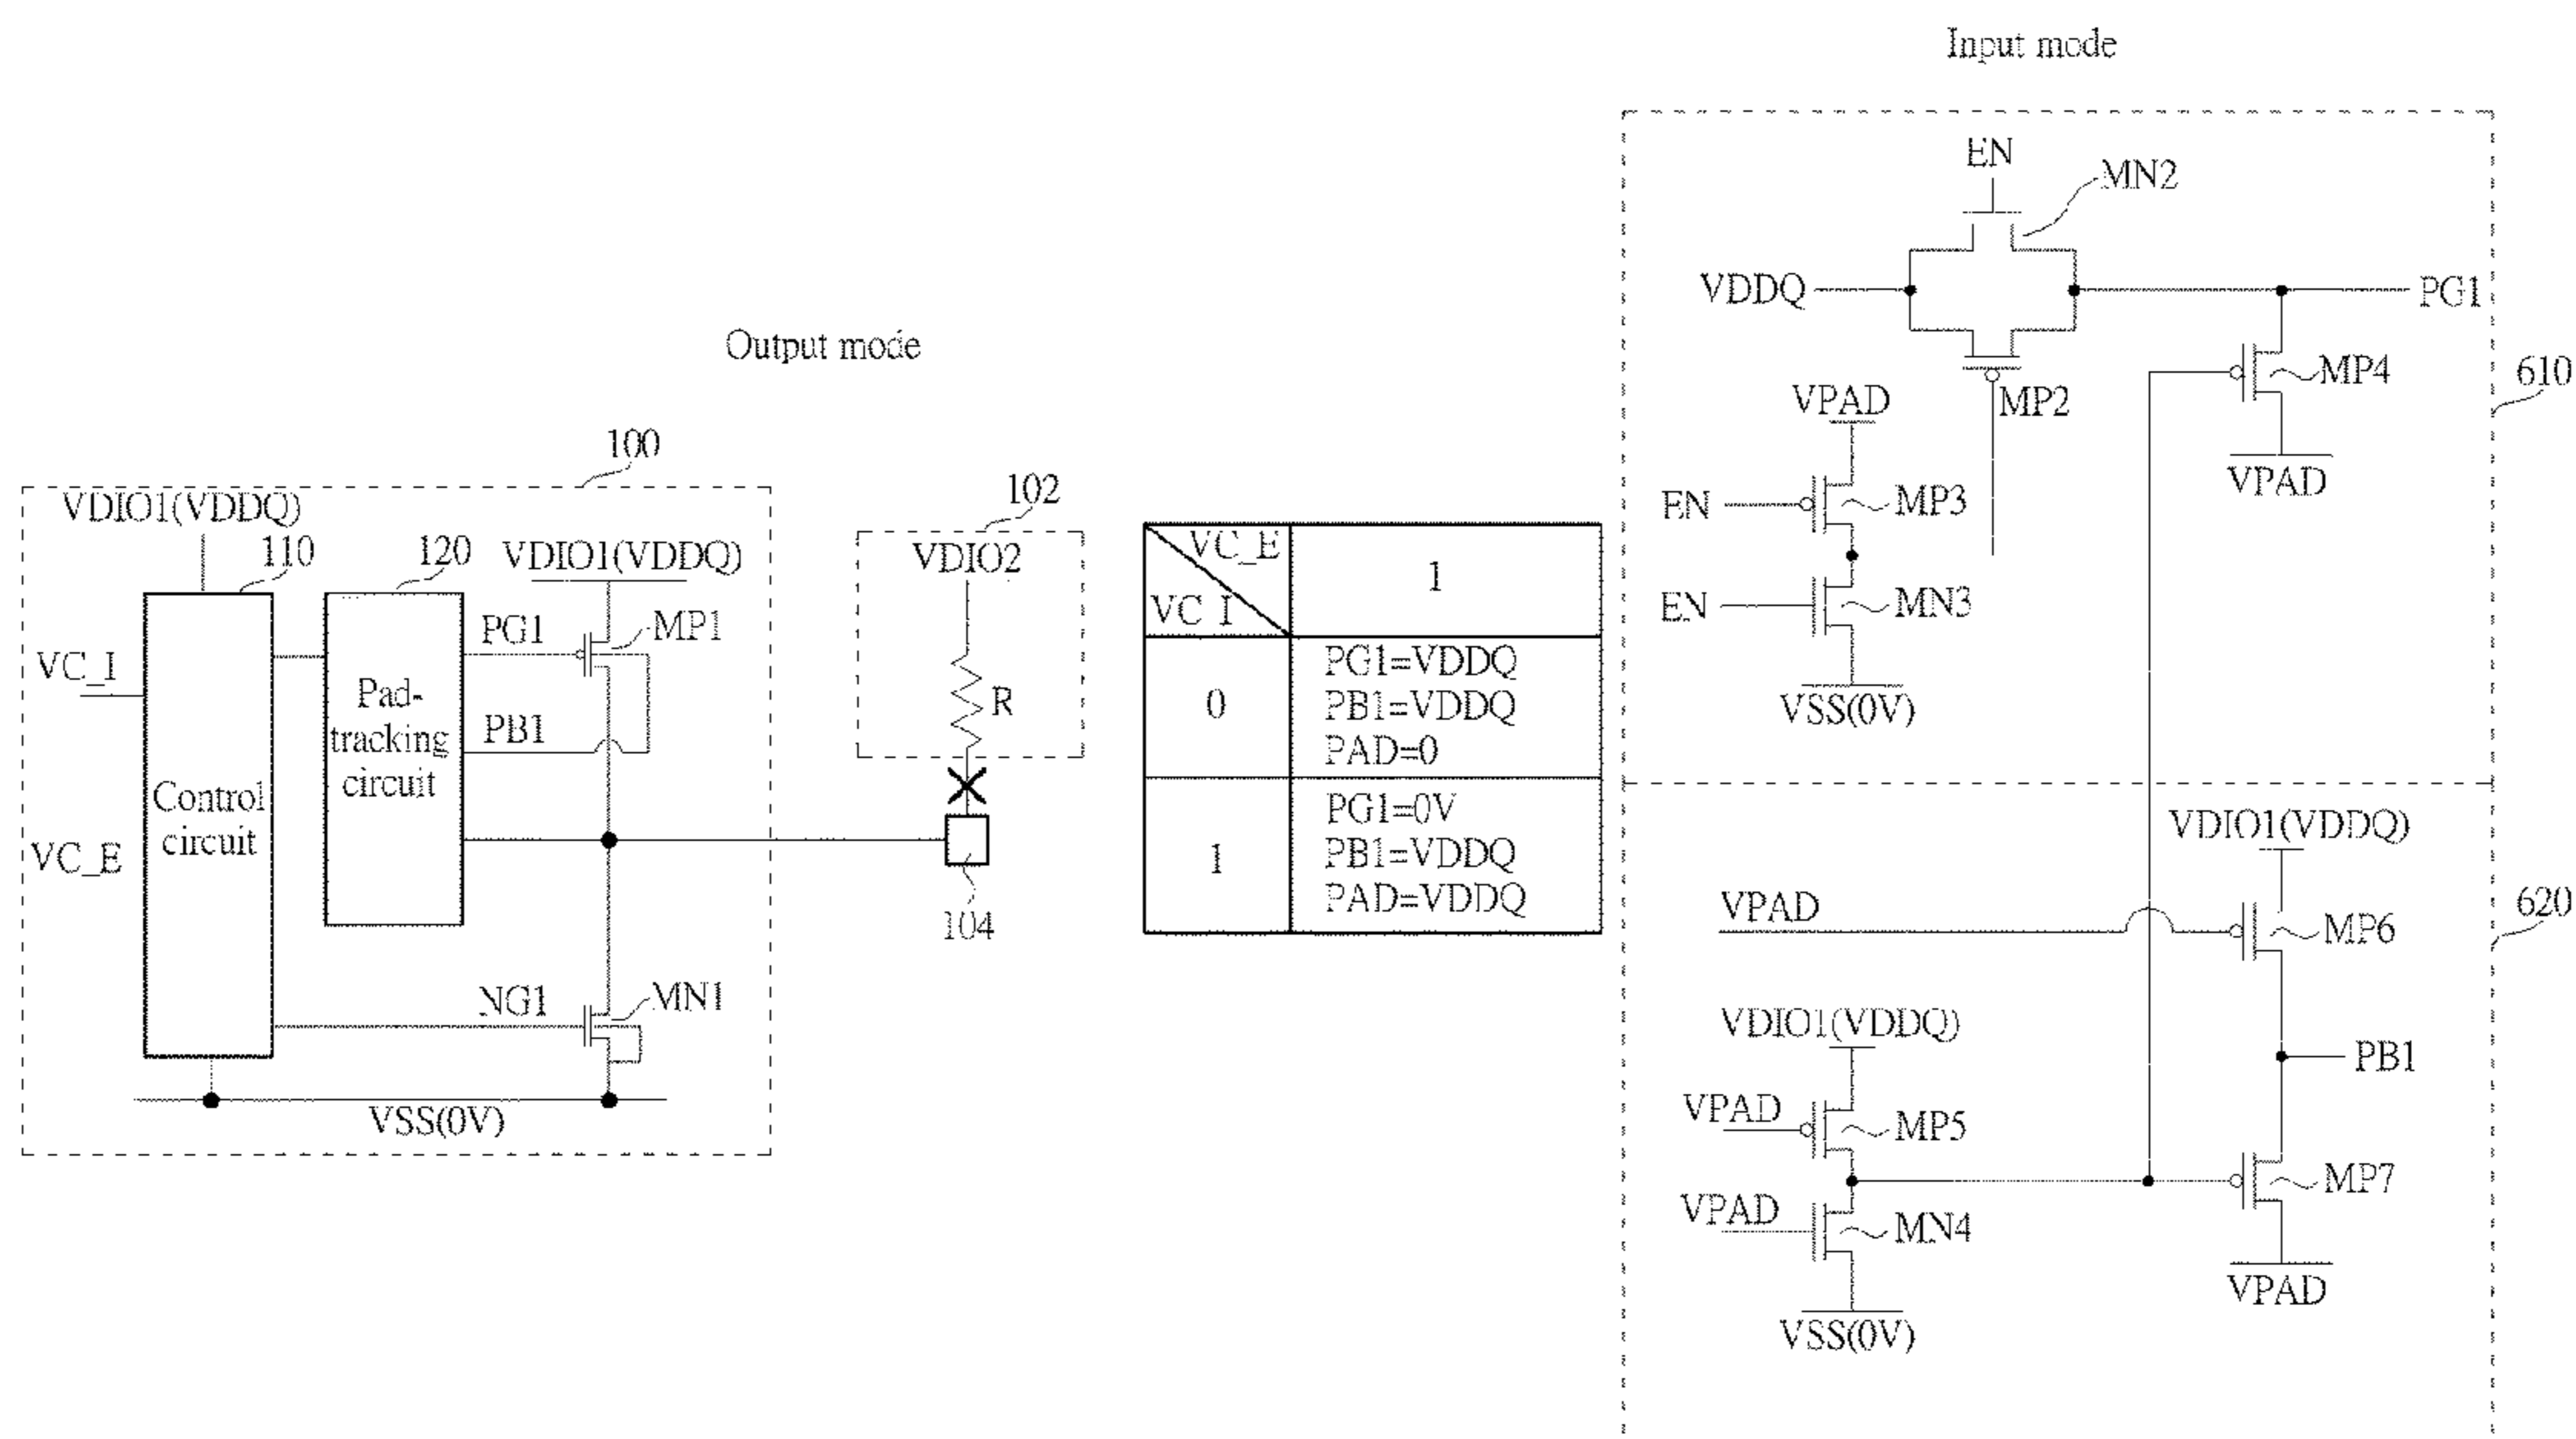 Output mode
100
VDIO1(VDDQ)
110
120
VDIO1(VDDQ)
PG1
MP1
VC_I
Pad-
tracking
circuit
PB1
Control
circuit
VC_E
NG1
MN1
VSS(0V)
102
VDIO2
R
104
VC_E
VC_I
1
0
PG1=VDDQ
PB1=VDDQ
PAD=0
1
PG1=0V
PB1=VDDQ
PAD=VDDQ
Input mode
EN
MN2
VDDQ
PG1
MP4
610
VPAD
MP2
VPAD
EN
MP3
EN
MN3
VSS(0V)
VDIO1(VDDQ)
VPAD
MP6
620
VDIO1(VDDQ)
PB1
VPAD
MP5
MP7
VPAD
MN4
VPAD
VSS(0V)